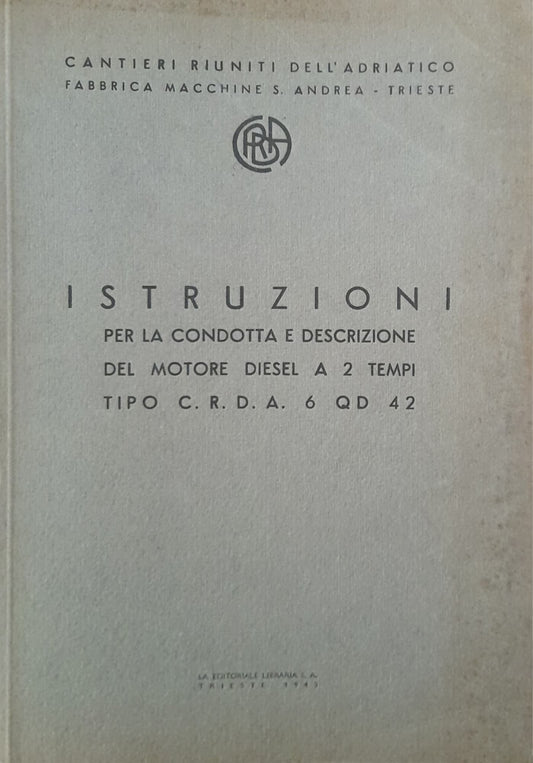 CANTIERI RIUNITI DELL'ADRIATICO
FABBRICA MACCHINE S. ANDREA - TRIESTE
CRDA
ISTRUZIONI
PER LA CONDOTTA E DESCRIZIONE
DEL MOTORE DIESEL A 2 TEMPI
TIPO C. R. D. A. 6 QD 42
LA EDITORIALE LIBRARIA S. A.
TRIESTE 1943